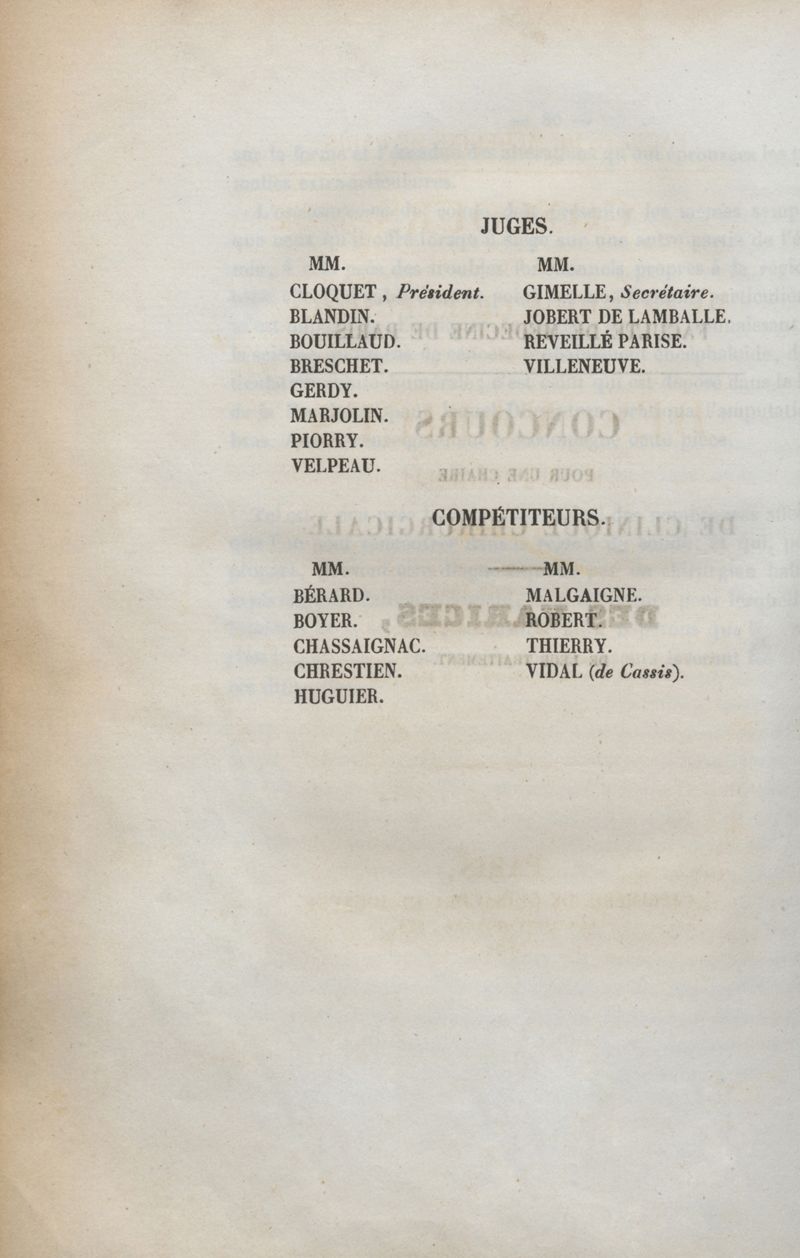 JUGES.
MM.
CLOQUET, Président.
BLANDIN.
BOUILLAUD.
BRESCHET.
GERDY.
MARJOLIN.
PIORRY.
VELPEAU.
MM.
GIMELLE, Secrétaire.
JOBERT DE LAMBALLE.
REVEILLÉ PARISE.
VILLENEUVE.
COMPÉTITEURS.
MM.
BÉRARD.
BOYER.
CHASSAIGNAC.
CHRESTIEN.
HUGUIER.
MM.
MALGAIGNE.
ROBERT.
THIERRY.
VIDAL (de Cassis).